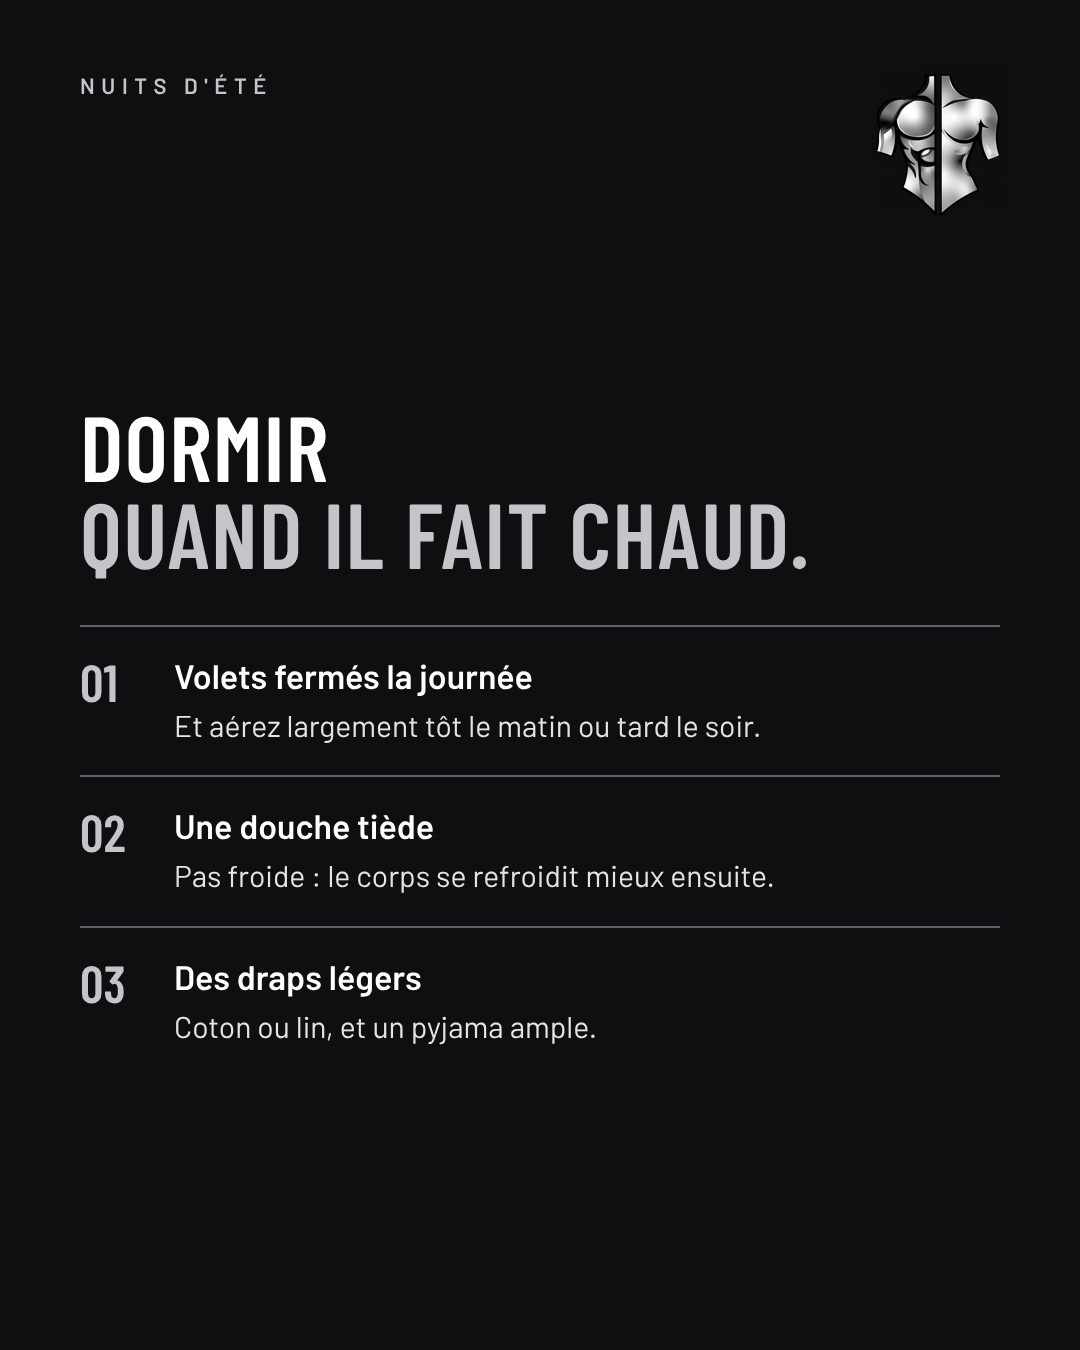 NUITS D'ÉTÉ
DORMIR
QUAND IL FAIT CHAUD.
01
Volets fermés la journée
Et aérez largement tôt le matin ou tard le soir.
02
Une douche tiède
Pas froide : le corps se refroidit mieux ensuite.
03
Des draps légers
Coton ou lin, et un pyjama ample.